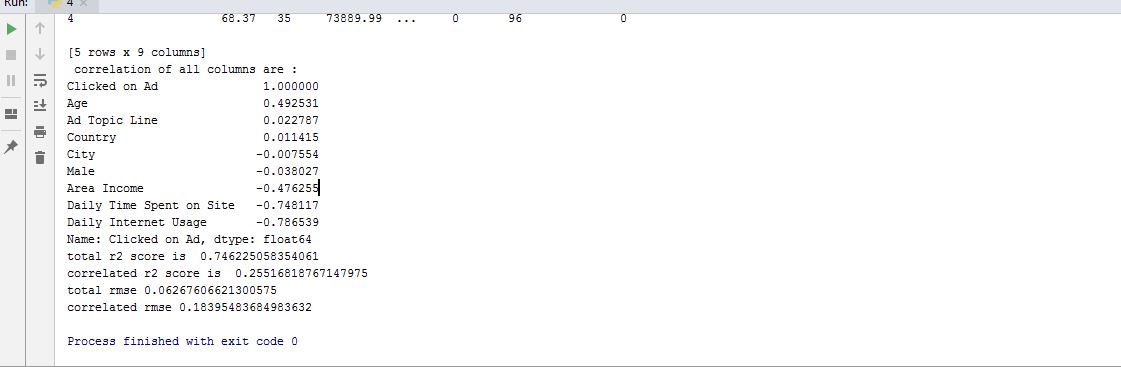 Run: 4 ×
4 68.37 35 73889.99 ... 0 96 0
[5 rows x 9 columns]
correlation of all columns are :
Clicked on Ad 1.000000
Age 0.492531
Ad Topic Line 0.022787
Country 0.011415
City -0.007554
Male -0.038027
Area Income -0.476255
Daily Time Spent on Site -0.748117
Daily Internet Usage -0.786539
Name: Clicked on Ad, dtype: float64
total r2 score is 0.746225058354061
correlated r2 score is 0.25516818767147975
total rmse 0.06267606621300575
correlated rmse 0.18395483684983632
Process finished with exit code 0